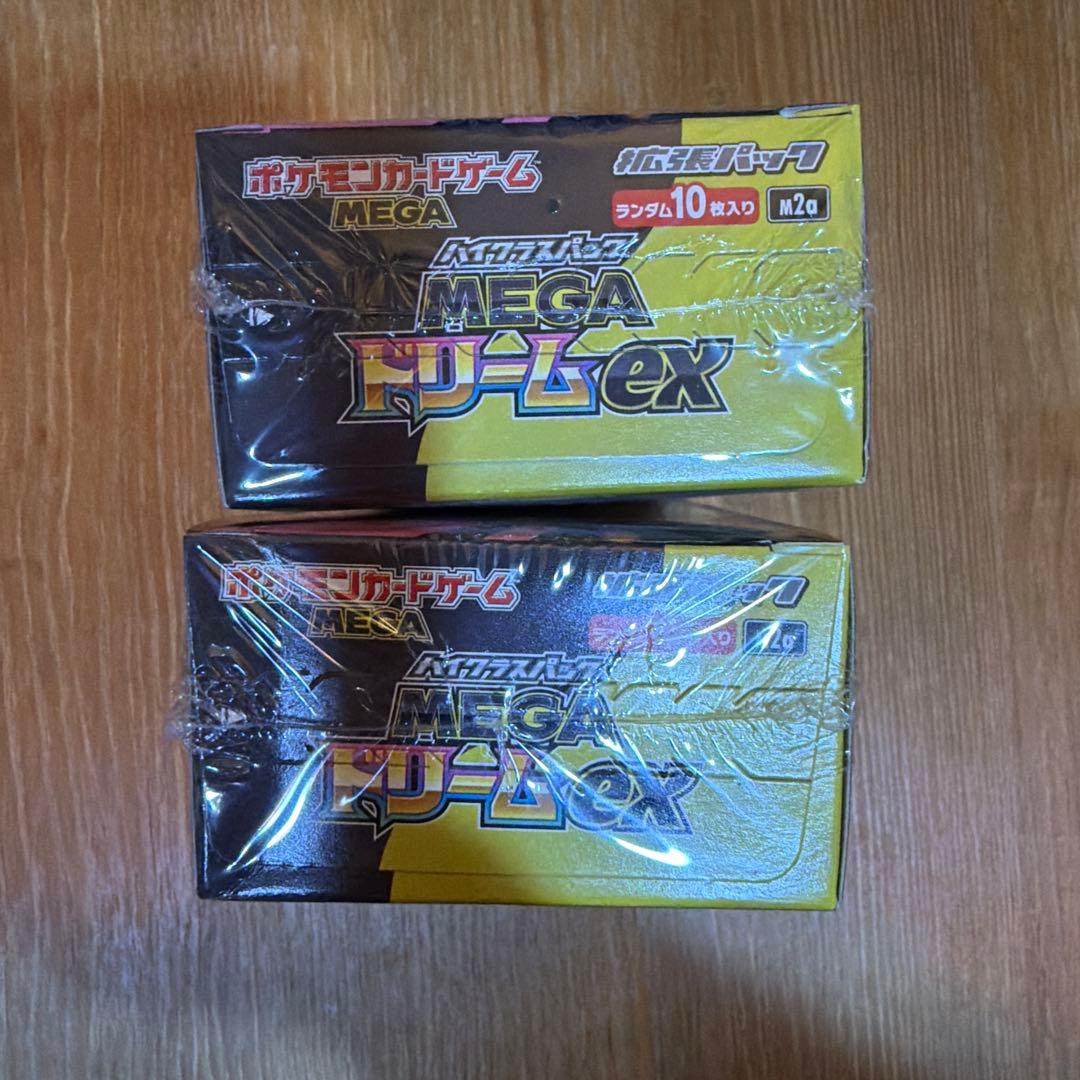 ポケモンカードゲーム
MEGA
拡張パック
ランダム10枚入り
M2a
ハイクラスパック
MEGA
ドリームex
ポケモンカードゲーム
MEGA
ック
ハイクラスパック
MEGA
ドリームex